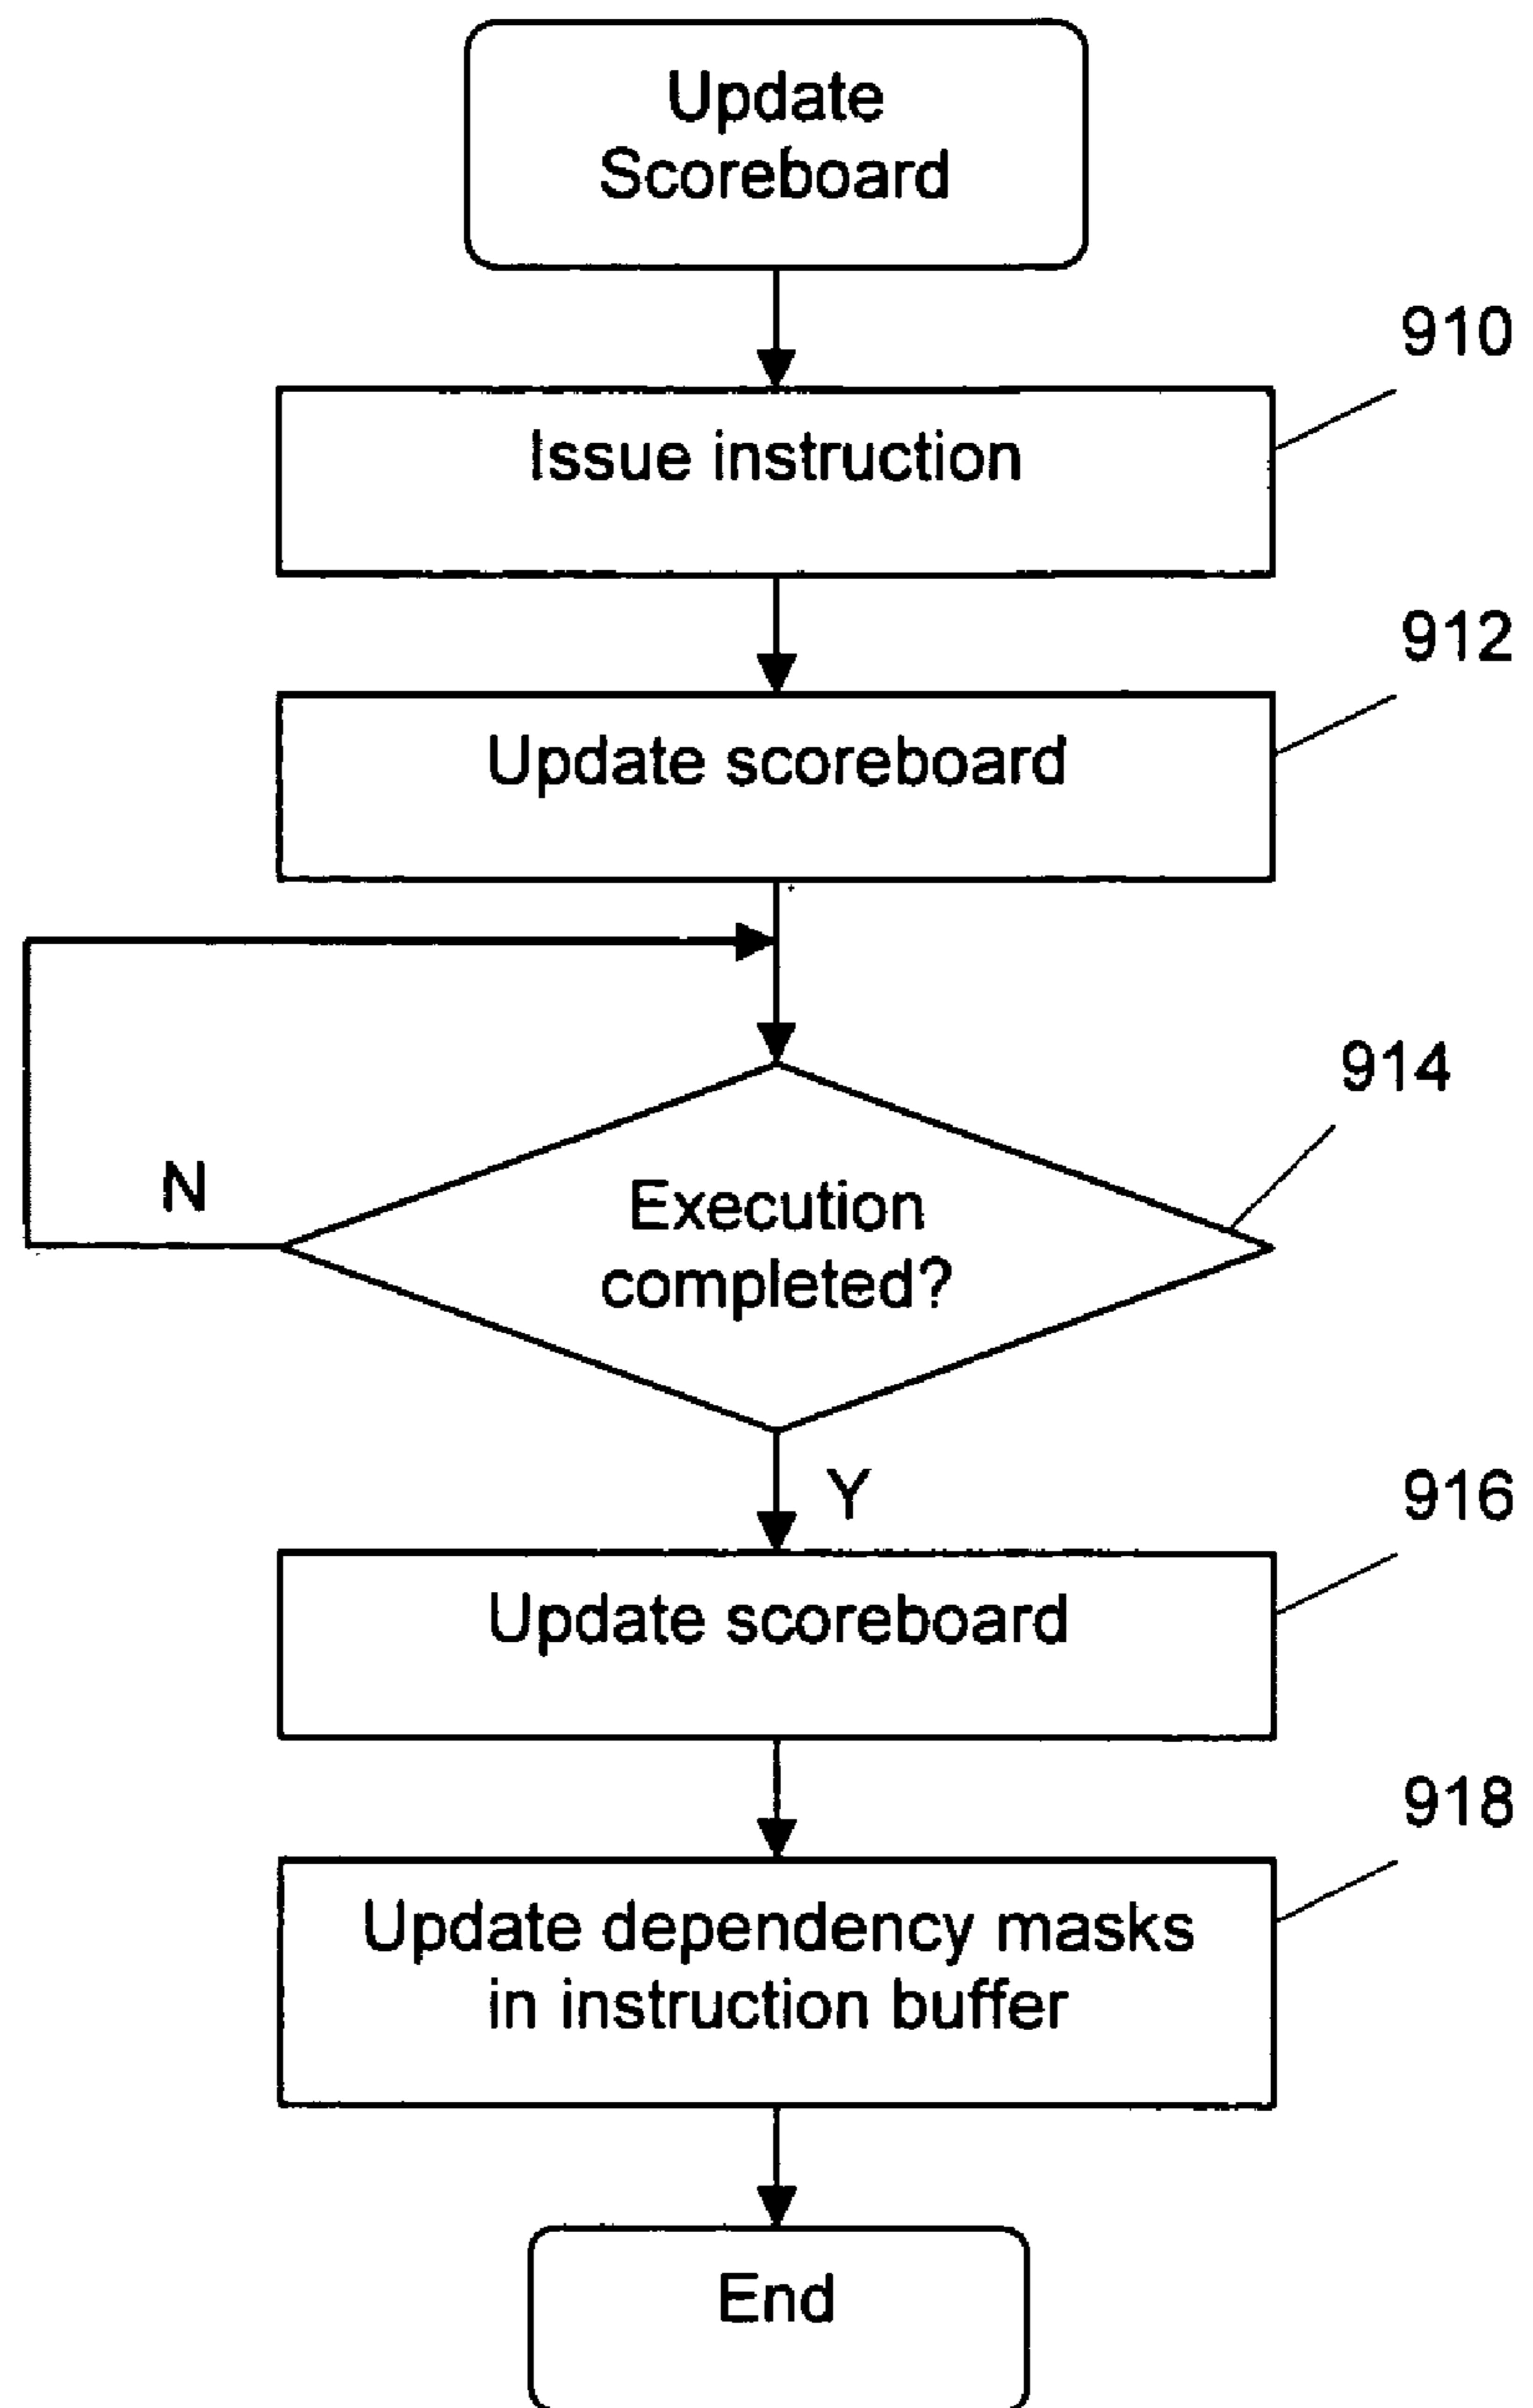 Update
Scoreboard
910
Issue instruction
912
Update scoreboard
914
N
Execution
completed?
Y
916
Update scoreboard
918
Update dependency masks
in instruction buffer
End